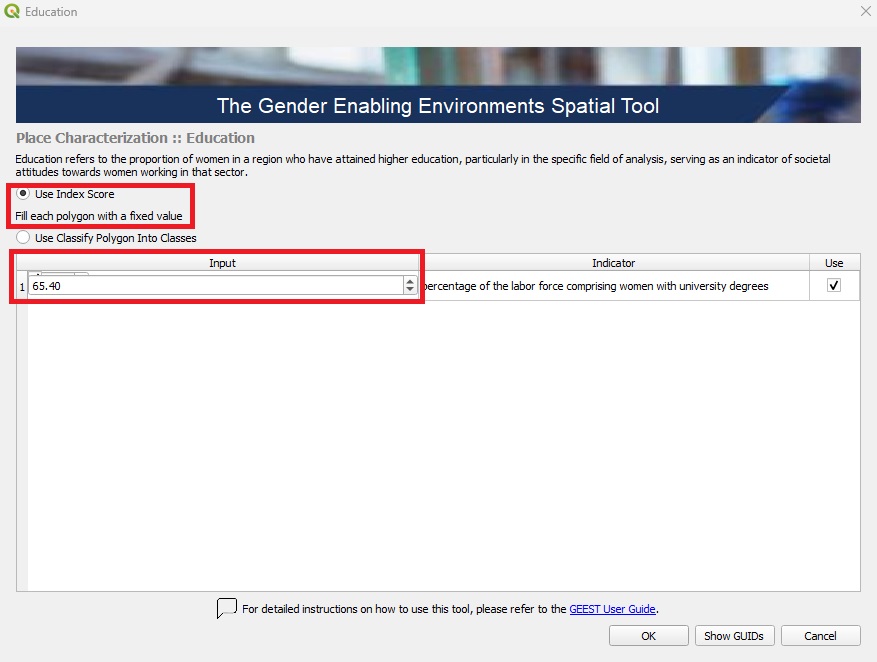 Education
The Gender Enabling Environments Spatial Tool
Place Characterization :: Education
Education refers to the proportion of women in a region who have attained higher education, particularly in the specific field of analysis, serving as an indicator of societal
attitudes towards women working in that sector.
Use Index Score
Fill each polygon with a fixed value
Use Classify Polygon Into Classes
Input Indicator Use
1 65.40 percentage of the labor force comprising women with university degrees
For detailed instructions on how to use this tool, please refer to the GEEST User Guide.
OK Show GUIDs Cancel